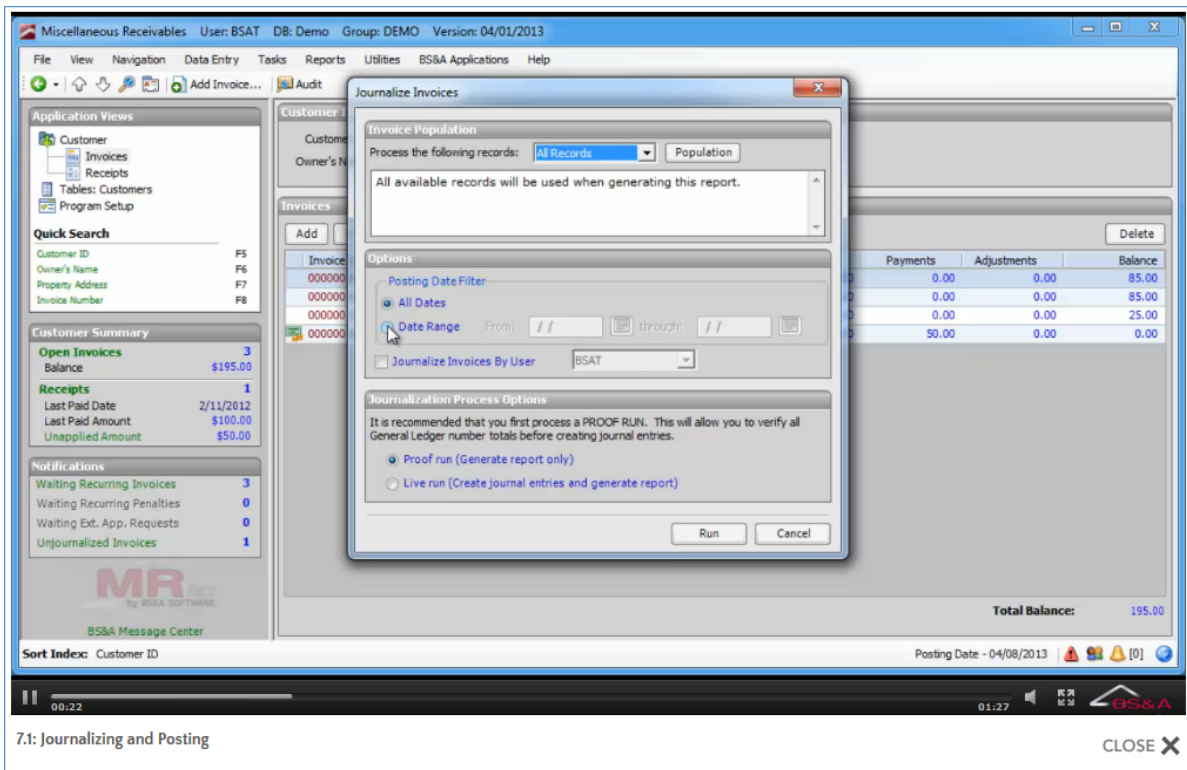 Miscellaneous Receivables User: BSAT DB: Demo Group: DEMO Version: 04/01/2013
File View Navigation Data Entry Tasks Reports Utilities BS&A Applications Help
Add Invoice... Audit
Application Views
Customer
Invoices
Receipts
Tables: Customers
Program Setup
Quick Search
Customer ID F5
Owner's Name F6
Property Address F7
Invoice Number F8
Customer Summary
Open Invoices 3
Balance $195.00
Receipts 1
Last Paid Date 2/11/2012
Last Paid Amount $100.00
Unapplied Amount $50.00
Notifications
Waiting Recurring Invoices 3
Waiting Recurring Penalties 0
Waiting Ext. App. Requests 0
Unjournalized Invoices 1
MR.NET
by BS&A SOFTWARE
BS&A Message Center
Customer I
Custome
Owner's N
Invoices
Add Delete
Invoice Payments Adjustments Balance
000000 0.00 0.00 85.00
000000 0.00 0.00 85.00
000000 0.00 0.00 25.00
000000 50.00 0.00 0.00
Journalize Invoices
Invoice Population
Process the following records: All Records Population
All available records will be used when generating this report.
Options
Posting Date Filter
All Dates
Date Range From: / / through: / /
Journalize Invoices By User BSAT
Journalization Process Options
It is recommended that you first process a PROOF RUN. This will allow you to verify all
General Ledger number totals before creating journal entries.
Proof run (Generate report only)
Live run (Create journal entries and generate report)
Run Cancel
Total Balance: 195.00
Sort Index: Customer ID Posting Date - 04/08/2013 [0]
00:22 01:27 BS&A
7.1: Journalizing and Posting CLOSE